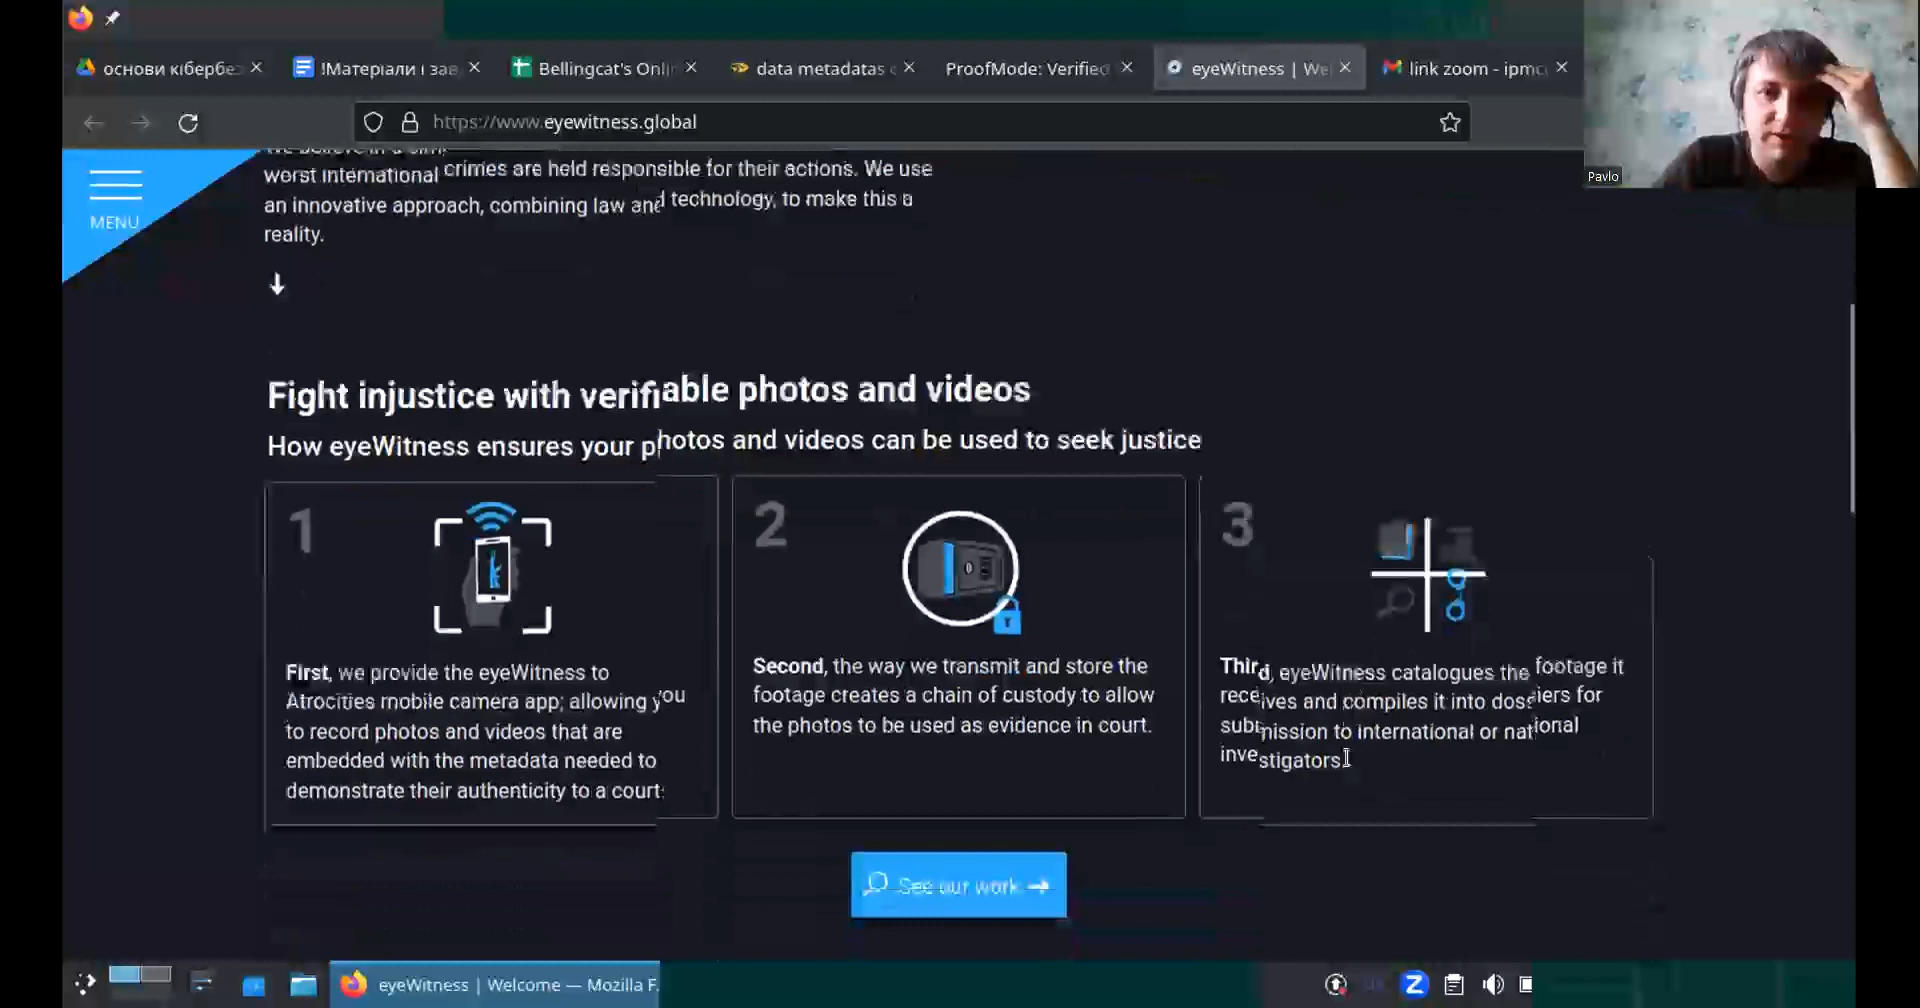 основи кібербе
!Матеріали і зав
Bellingcat's Onli
data metadatas c
ProofMode: Verified
eyeWitness | We
link zoom - ipmc
https://www.eyewitness.global
Pavlo
MENU
worst international crimes are held responsible for their actions. We use
an innovative approach, combining law and technology, to make this a
reality.
Fight injustice with verifiable photos and videos
How eyeWitness ensures your photos and videos can be used to seek justice
1
First, we provide the eyeWitness to
Atrocities mobile camera app; allowing you
to record photos and videos that are
embedded with the metadata needed to
demonstrate their authenticity to a court.
2
Second, the way we transmit and store the
footage creates a chain of custody to allow
the photos to be used as evidence in court.
3
Third, eyeWitness catalogues the footage it
receives and compiles it into dossiers for
submission to international or national
investigators.
See our work
eyeWitness | Welcome — Mozilla F